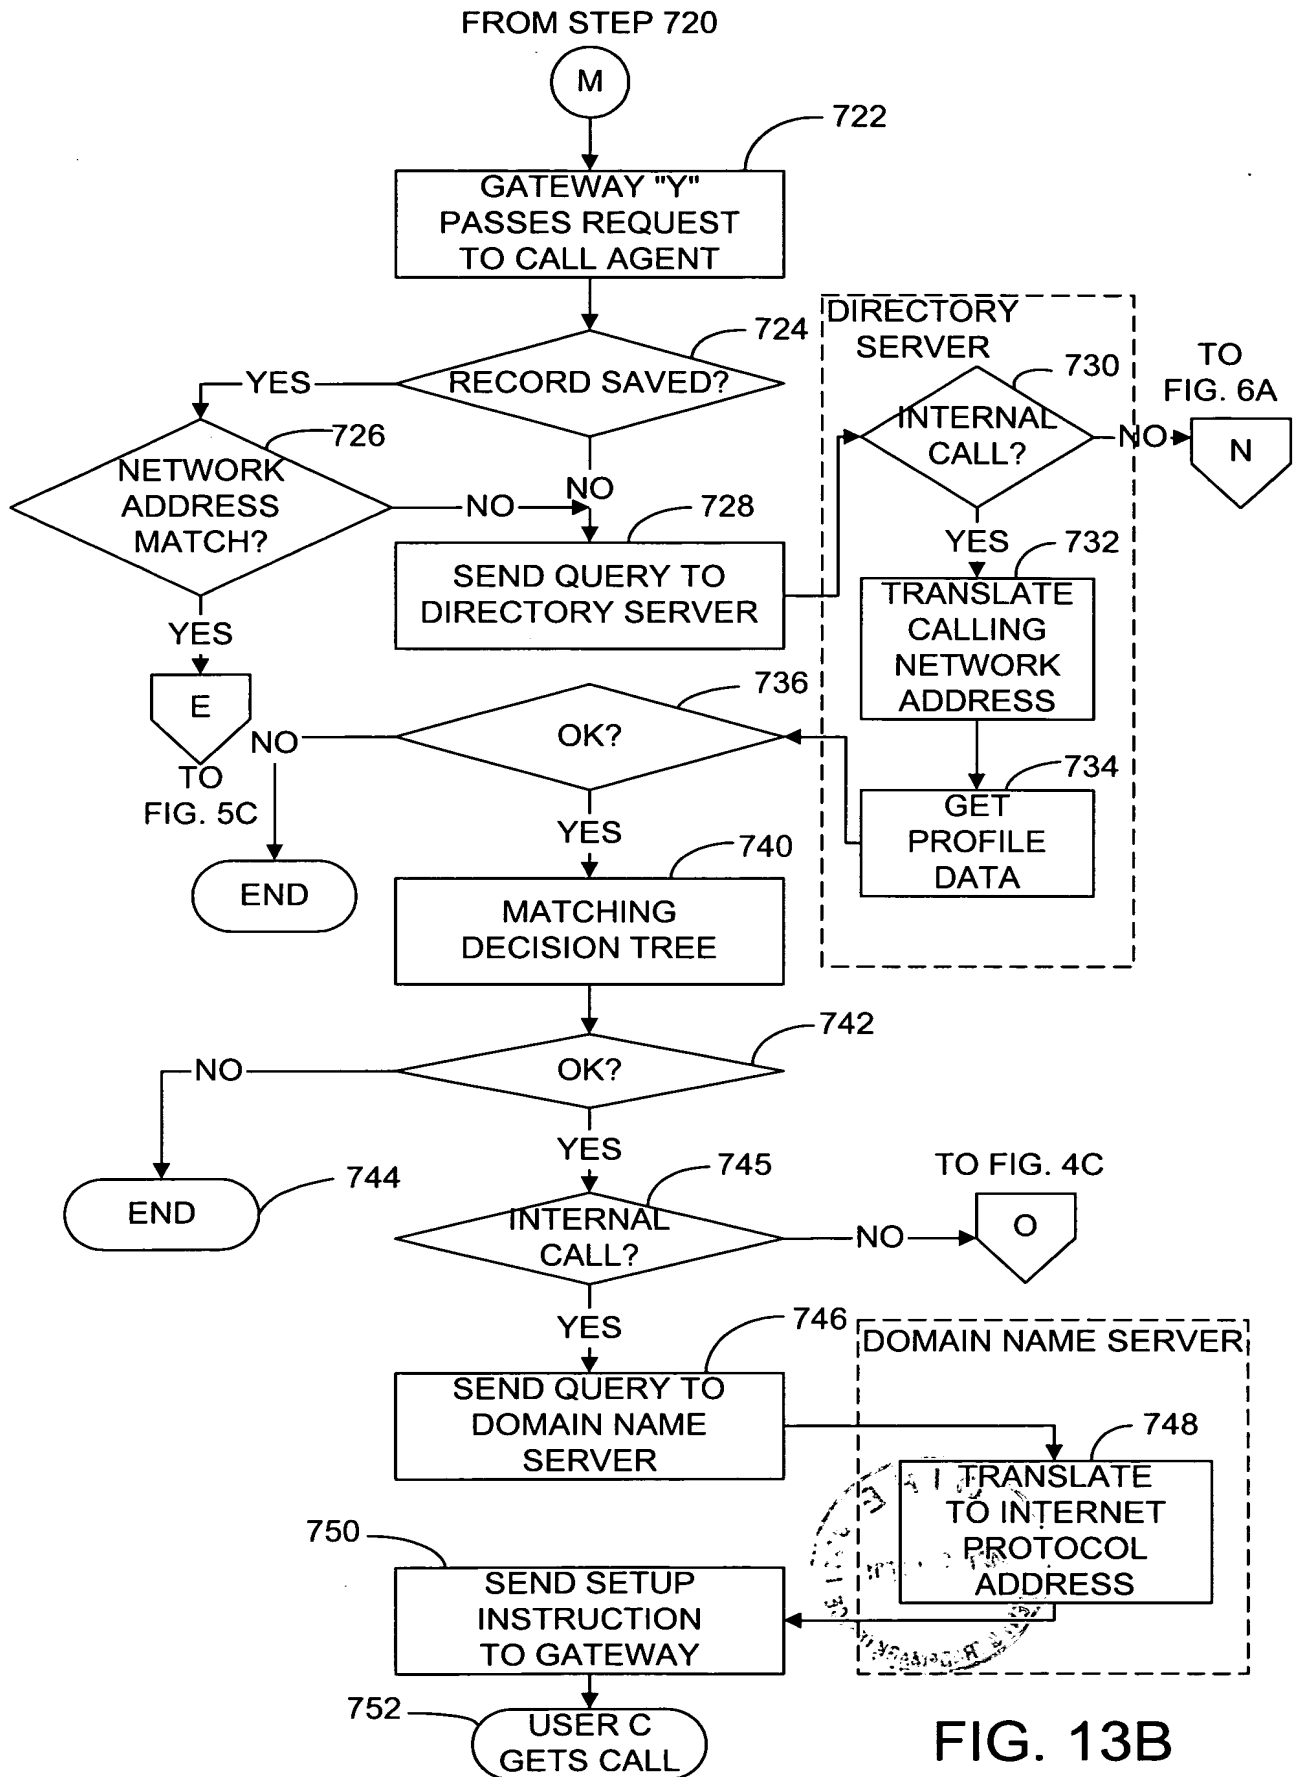 FROM STEP 720
M
722
GATEWAY "Y"
PASSES REQUEST
TO CALL AGENT
724
RECORD SAVED?
YES
NO
726
NETWORK
ADDRESS
MATCH?
NO
YES
E
TO
FIG. 5C
728
SEND QUERY TO
DIRECTORY SERVER
DIRECTORY
SERVER
730
INTERNAL
CALL?
NO
TO
FIG. 6A
N
YES
732
TRANSLATE
CALLING
NETWORK
ADDRESS
734
GET
PROFILE
DATA
736
OK?
NO
END
YES
740
MATCHING
DECISION TREE
742
OK?
NO
END
744
YES
745
INTERNAL
CALL?
NO
TO FIG. 4C
O
YES
746
SEND QUERY TO
DOMAIN NAME
SERVER
DOMAIN NAME SERVER
748
TRANSLATE
TO INTERNET
PROTOCOL
ADDRESS
750
SEND SETUP
INSTRUCTION
TO GATEWAY
752
USER C
GETS CALL
FIG. 13B